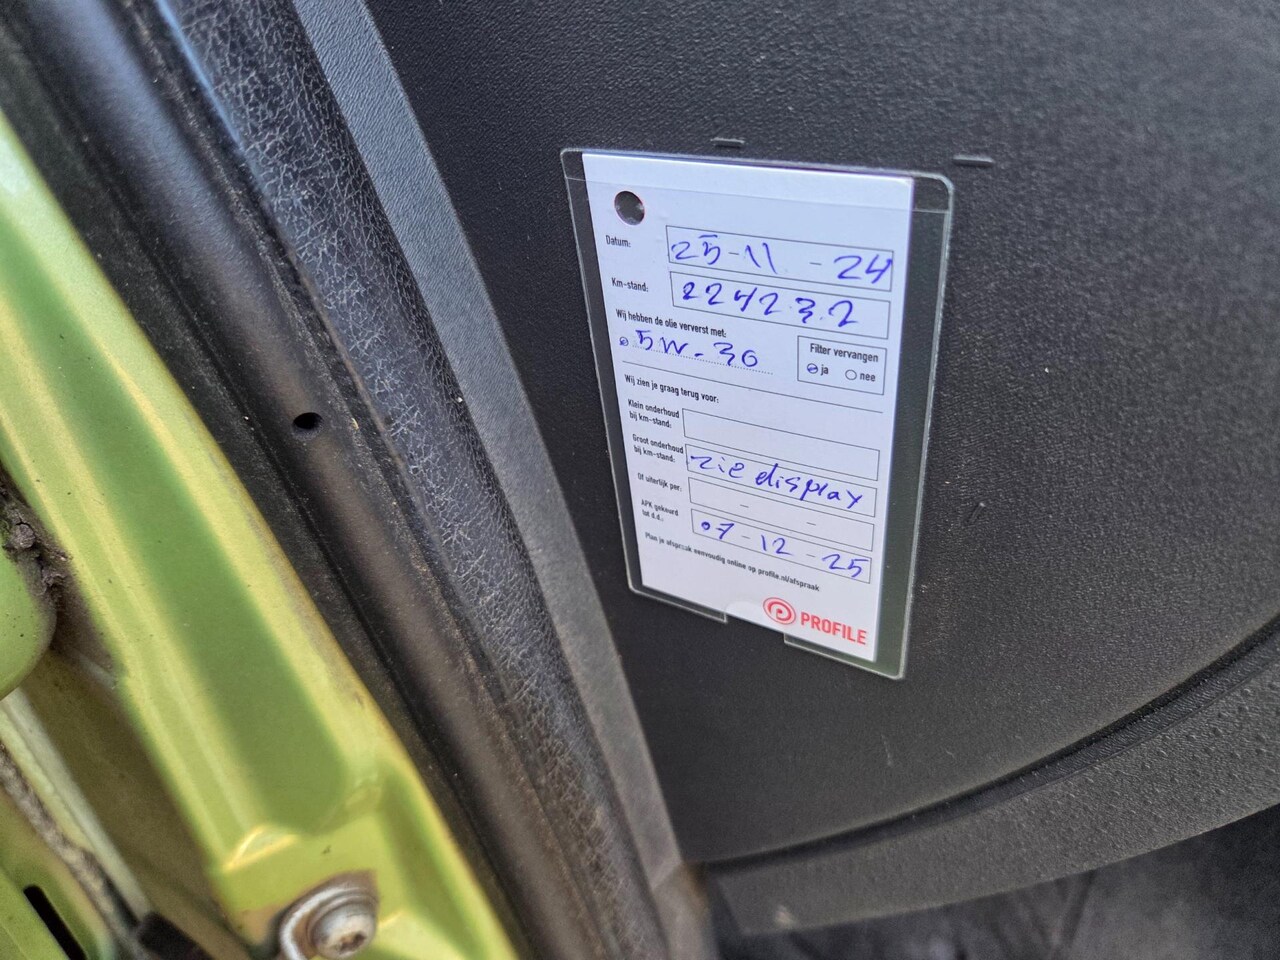 Datum: 25-11-24
Km-stand: 224232
Wij hebben de olie ververst met:
5W-30
Filter vervangen
ja nee
Wij zien je graag terug voor:
Klein onderhoud
bij km-stand:
Groot onderhoud
bij km-stand: zie display
Of uiterlijk per: - -
APK gekeurd
tot d.d.: 07-12-25
Plan je afspraak eenvoudig online op profile.nl/afspraak
PROFILE